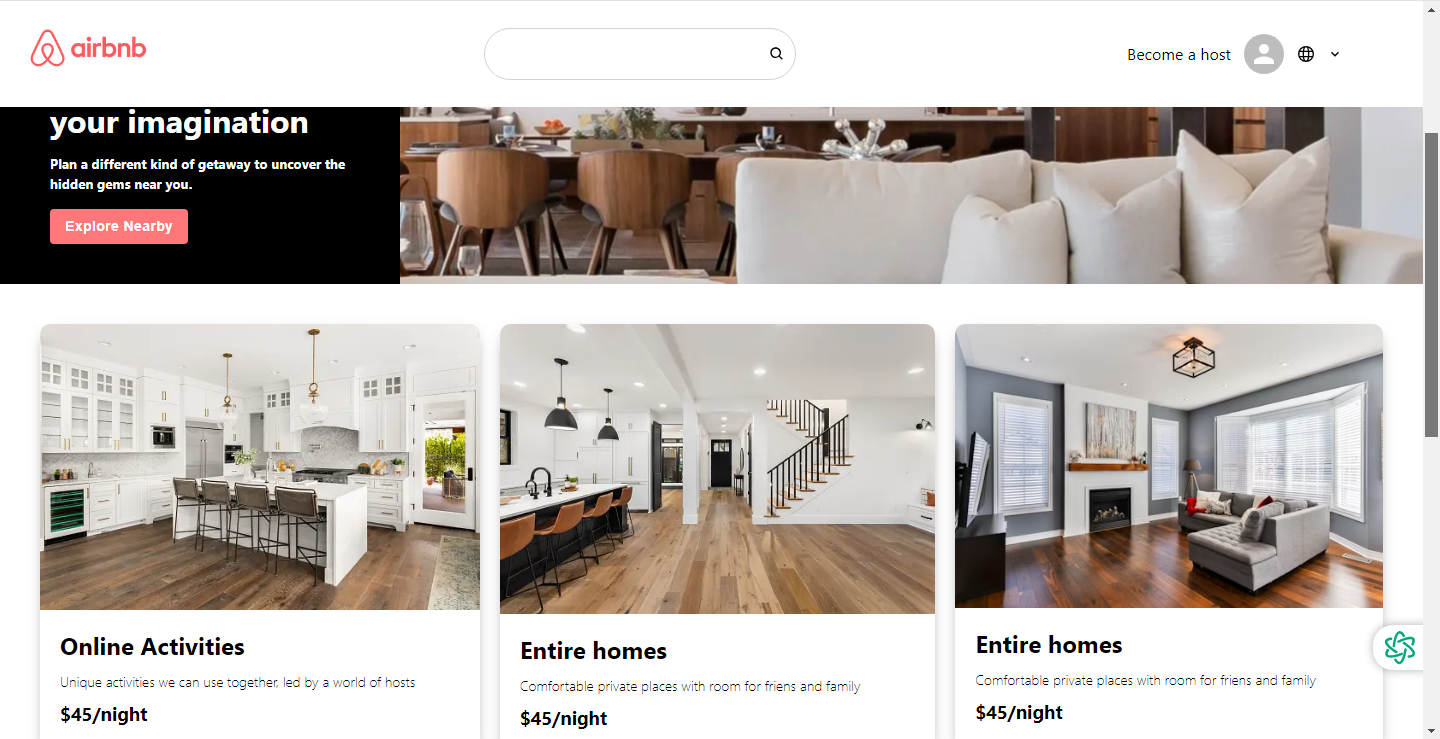 airbnb
Become a host
your imagination
Plan a different kind of getaway to uncover the
hidden gems near you.
Explore Nearby
Online Activities
Unique activities we can use together, led by a world of hosts
$45/night
Entire homes
Comfortable private places with room for friens and family
$45/night
Entire homes
Comfortable private places with room for friens and family
$45/night